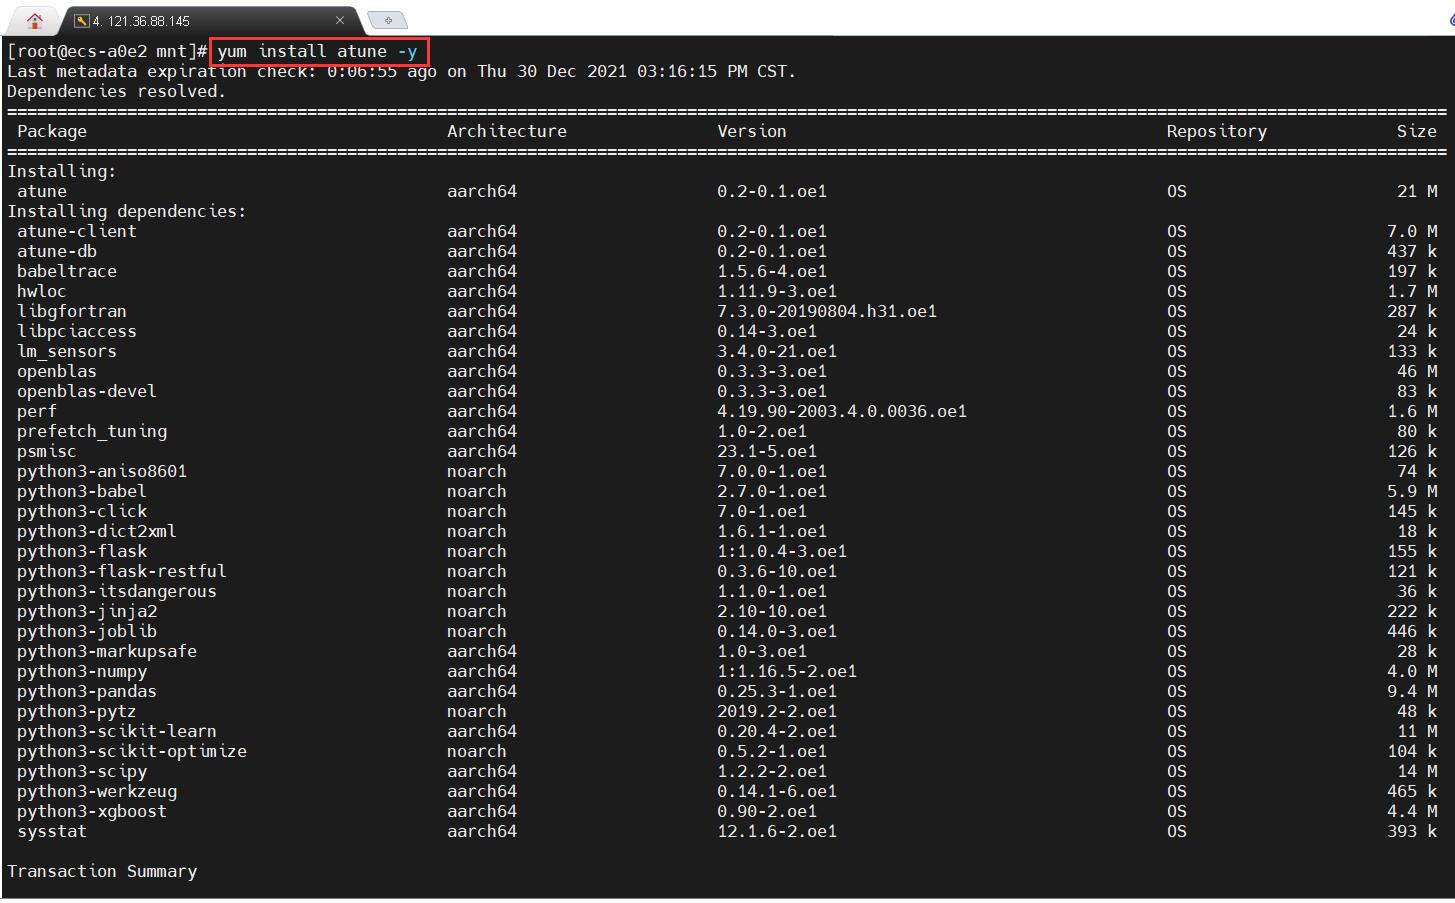 4. 121.36.88.145
[root@ecs-a0e2 mnt]# yum install atune -y
Last metadata expiration check: 0:06:55 ago on Thu 30 Dec 2021 03:16:15 PM CST.
Dependencies resolved.
Package Architecture Version Repository Size
Installing:
atune aarch64 0.2-0.1.oe1 OS 21 M
Installing dependencies:
atune-client aarch64 0.2-0.1.oe1 OS 7.0 M
atune-db aarch64 0.2-0.1.oe1 OS 437 k
babeltrace aarch64 1.5.6-4.oe1 OS 197 k
hwloc aarch64 1.11.9-3.oe1 OS 1.7 M
libgfortran aarch64 7.3.0-20190804.h31.oe1 OS 287 k
libpciaccess aarch64 0.14-3.oe1 OS 24 k
lm_sensors aarch64 3.4.0-21.oe1 OS 133 k
openblas aarch64 0.3.3-3.oe1 OS 46 M
openblas-devel aarch64 0.3.3-3.oe1 OS 83 k
perf aarch64 4.19.90-2003.4.0.0036.oe1 OS 1.6 M
prefetch_tuning aarch64 1.0-2.oe1 OS 80 k
psmisc aarch64 23.1-5.oe1 OS 126 k
python3-aniso8601 noarch 7.0.0-1.oe1 OS 74 k
python3-babel noarch 2.7.0-1.oe1 OS 5.9 M
python3-click noarch 7.0-1.oe1 OS 145 k
python3-dict2xml noarch 1.6.1-1.oe1 OS 18 k
python3-flask noarch 1:1.0.4-3.oe1 OS 155 k
python3-flask-restful noarch 0.3.6-10.oe1 OS 121 k
python3-itsdangerous noarch 1.1.0-1.oe1 OS 36 k
python3-jinja2 noarch 2.10-10.oe1 OS 222 k
python3-joblib noarch 0.14.0-3.oe1 OS 446 k
python3-markupsafe aarch64 1.0-3.oe1 OS 28 k
python3-numpy aarch64 1:1.16.5-2.oe1 OS 4.0 M
python3-pandas aarch64 0.25.3-1.oe1 OS 9.4 M
python3-pytz noarch 2019.2-2.oe1 OS 48 k
python3-scikit-learn aarch64 0.20.4-2.oe1 OS 11 M
python3-scikit-optimize noarch 0.5.2-1.oe1 OS 104 k
python3-scipy aarch64 1.2.2-2.oe1 OS 14 M
python3-werkzeug aarch64 0.14.1-6.oe1 OS 465 k
python3-xgboost aarch64 0.90-2.oe1 OS 4.4 M
sysstat aarch64 12.1.6-2.oe1 OS 393 k
Transaction Summary